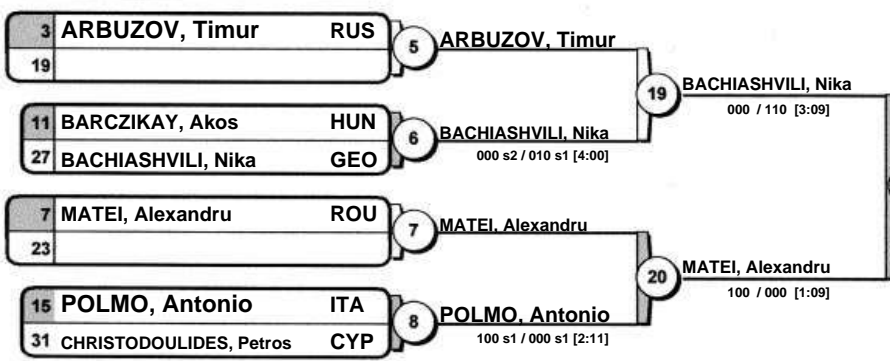 3 ARBUZOV, Timur RUS
19
5 ARBUZOV, Timur
11 BARCZIKAY, Akos HUN
27 BACHIASHVILI, Nika GEO
6 BACHIASHVILI, Nika
000 s2 / 010 s1 [4:00]
19 BACHIASHVILI, Nika
000 / 110 [3:09]
7 MATEI, Alexandru ROU
23
7 MATEI, Alexandru
15 POLMO, Antonio ITA
31 CHRISTODOULIDES, Petros CYP
8 POLMO, Antonio
100 s1 / 000 s1 [2:11]
20 MATEI, Alexandru
100 / 000 [1:09]